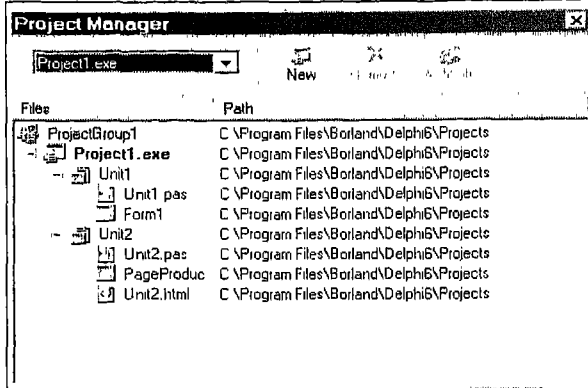 Project Manager
Project1.exe
New
Files Path
ProjectGroup1 C \Program Files\Borland\Delphi6\Projects
Project1.exe C \Program Files\Borland\Delphi6\Projects
Unit1 C \Program Files\Borland\Delphi6\Projects
Unit1 pas C \Program Files\Borland\Delphi6\Projects
Form1 C \Program Files\Borland\Delphi6\Projects
Unit2 C \Program Files\Borland\Delphi6\Projects
Unit2.pas C \Program Files\Borland\Delphi6\Projects
PageProduc C \Program Files\Borland\Delphi6\Projects
Unit2.html C \Program Files\Borland\Delphi6\Projects